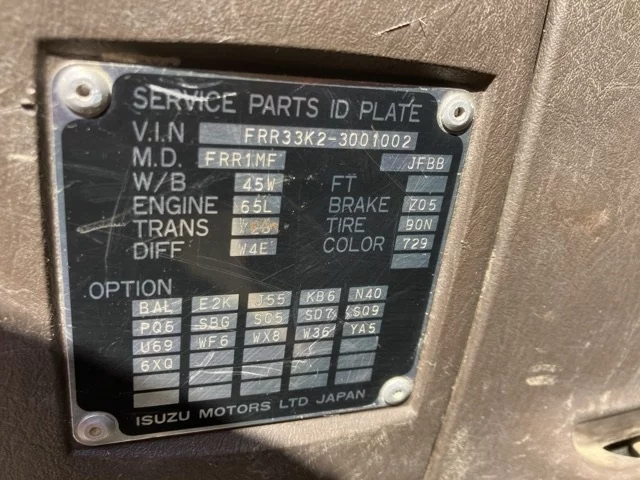 SERVICE PARTS ID PLATE
V.I.N FRR33K2-3001002
M.D. FRR1MF JFBB
W/B 45W FT
ENGINE 65L BRAKE Z05
TRANS TIRE 90N
DIFF W4E COLOR 729
OPTION
BAL E2K J55 KB6 N40
PQ6 SBG SD7 SQ9
U69 WF6 WX8 W36 YA5
6XQ
ISUZU MOTORS LTD JAPAN